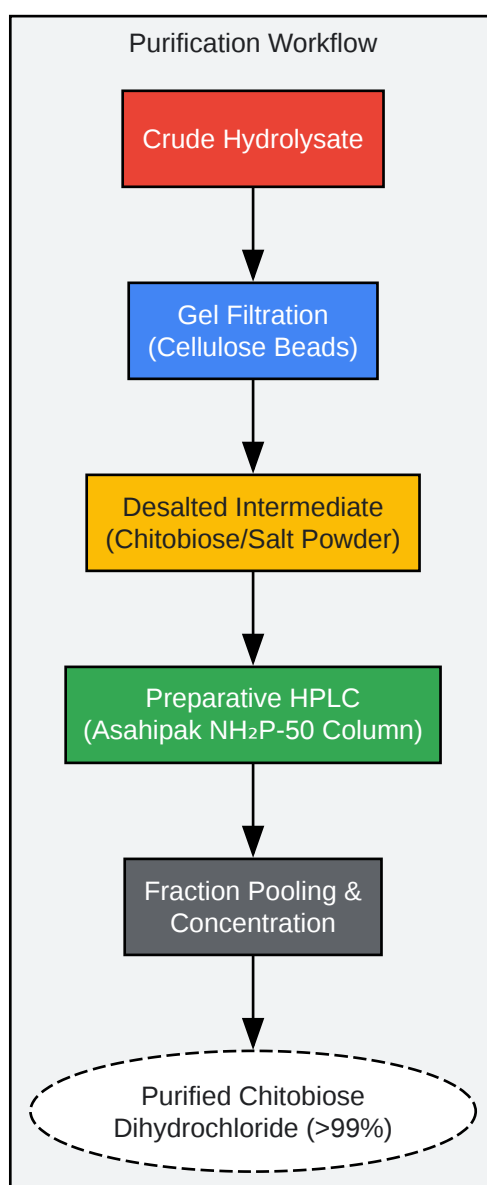 Purification Workflow
Crude Hydrolysate
Gel Filtration
(Cellulose Beads)
Desalted Intermediate
(Chitobiose/Salt Powder)
Preparative HPLC
(Asahipak NH₂P-50 Column)
Fraction Pooling &
Concentration
Purified Chitobiose
Dihydrochloride (>99%)